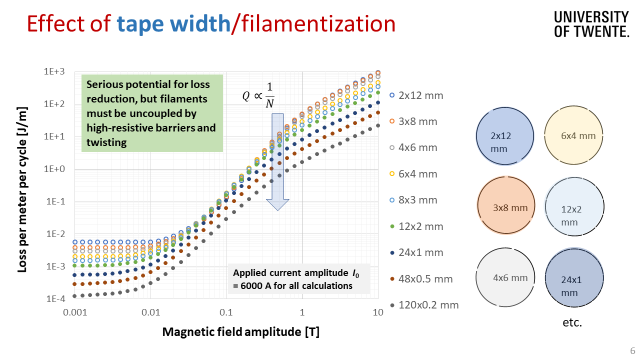 Effect of tape width/filamentization
UNIVERSITY
OF TWENTE.
Loss per meter per cycle [J/m]
1E+3
1E+2
1E+1
1E+0
1E-1
1E-2
1E-3
1E-4
Serious potential for loss
reduction, but filaments
must be uncoupled by
high-resistive barriers and
twisting
Q ∝ 1/N
Applied current amplitude I₀
= 6000 A for all calculations
0.001
0.01
0.1
1
10
Magnetic field amplitude [T]
2x12 mm
3x8 mm
4x6 mm
6x4 mm
8x3 mm
12x2 mm
24x1 mm
48x0.5 mm
120x0.2 mm
2x12
mm
6x4 mm
3x8 mm
12x2
mm
4x6 mm
24x1
mm
etc.
6